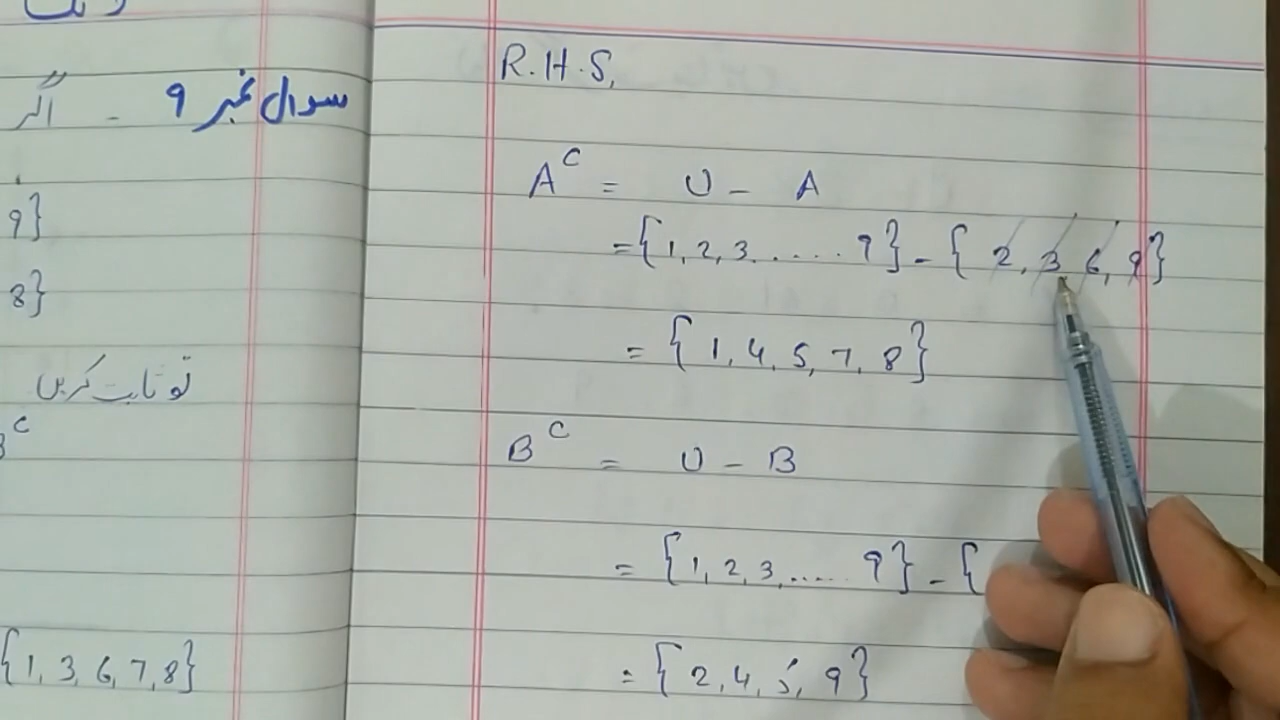 سوال نمبر ۹ - اگر
9}
8}
تو ثابت کریں
C
{1, 3, 6, 7, 8}
R.H.S,
A^C = U - A
={1, 2, 3. .... 9} - { 2, 3 6, 9}
= { 1, 4, 5, 7, 8}
B^C = U - B
= {1, 2, 3, ..... 9} - {
= { 2, 4, 5, 9}